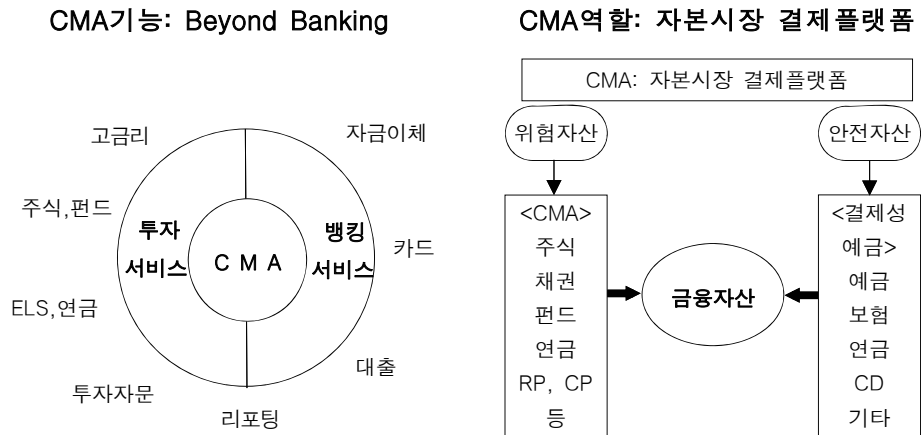 CMA기능: Beyond Banking
고금리
자금이체
주식,펀드
투자
서비스
C M A
뱅킹
서비스
카드
ELS,연금
대출
투자자문
리포팅
CMA역할: 자본시장 결제플랫폼
CMA: 자본시장 결제플랫폼
위험자산
안전자산
<CMA>
주식
채권
펀드
연금
RP, CP
등
금융자산
<결제성
예금>
예금
보험
연금
CD
기타